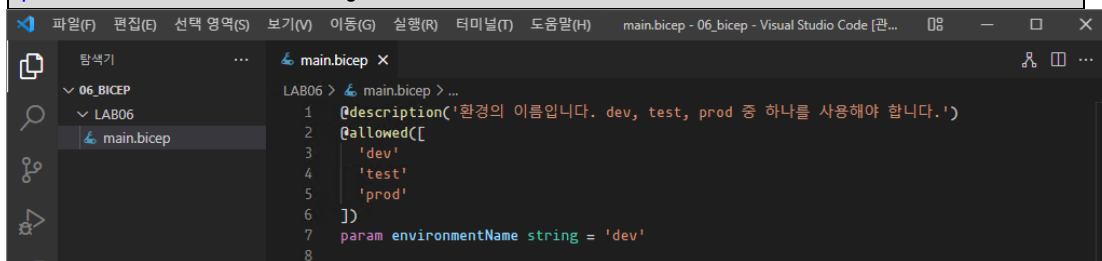 파일(F) 편집(E) 선택 영역(S) 보기(V) 이동(G) 실행(R) 터미널(T) 도움말(H) main.bicep - 06_bicep - Visual Studio Code [관...
탐색기 ...
main.bicep ×
06_BICEP
LAB06
main.bicep
LAB06 > main.bicep > ...
1 @description('환경의 이름입니다. dev, test, prod 중 하나를 사용해야 합니다.')
2 @allowed([
3 'dev'
4 'test'
5 'prod'
6 ])
7 param environmentName string = 'dev'
8